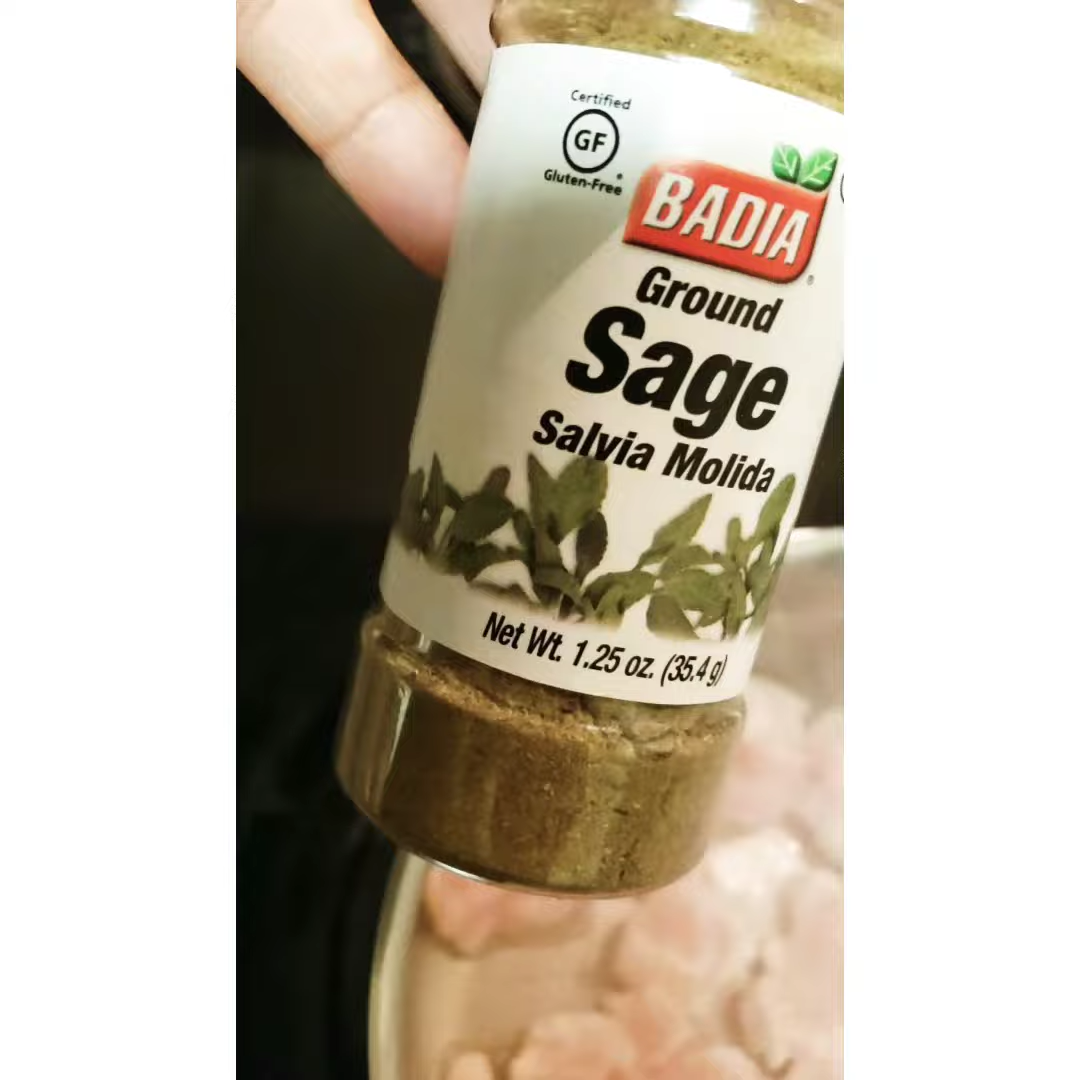 Certified
GF
Gluten-Free
BADIA
Ground
Sage
Salvia Molida
Net Wt. 1.25 oz. (35.4 g)